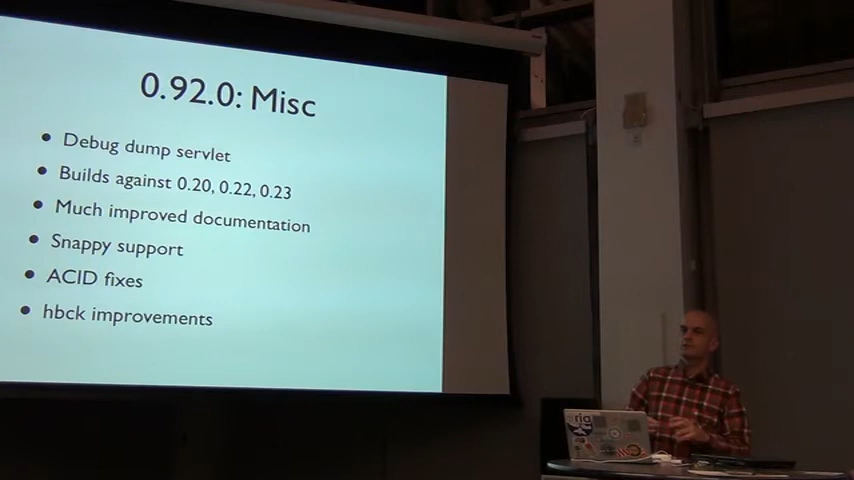 0.92.0: Misc
• Debug dump servlet
• Builds against 0.20, 0.22, 0.23
• Much improved documentation
• Snappy support
• ACID fixes
• hbck improvements
ria